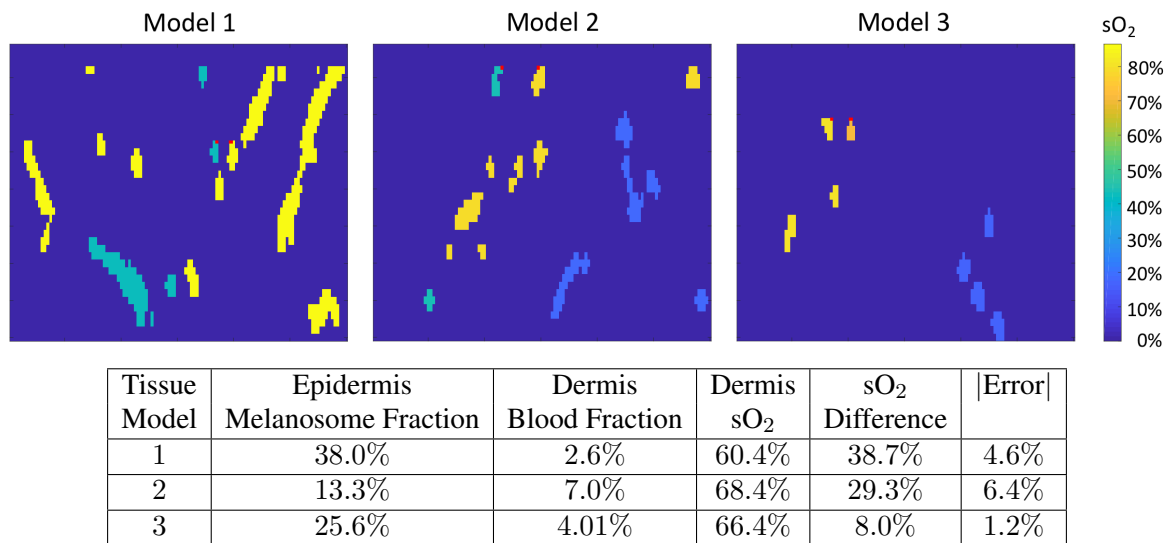 Model 1
Model 2
Model 3
sO₂
80%
70%
60%
50%
40%
30%
20%
10%
0%
Tissue Model | Epidermis Melanosome Fraction | Dermis Blood Fraction | Dermis sO₂ | sO₂ Difference | |Error|
1 | 38.0% | 2.6% | 60.4% | 38.7% | 4.6%
2 | 13.3% | 7.0% | 68.4% | 29.3% | 6.4%
3 | 25.6% | 4.01% | 66.4% | 8.0% | 1.2%